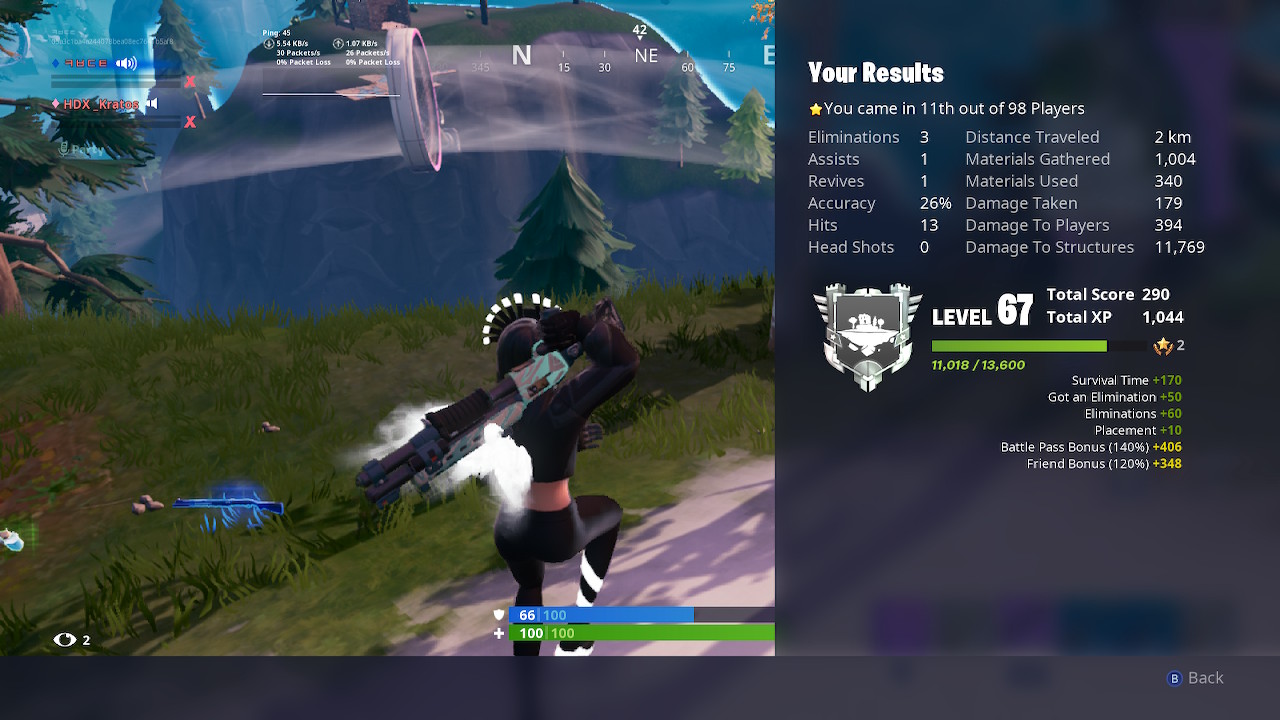 Ping: 45
5.54 KB/s 1.07 KB/s
30 Packets/s 26 Packets/s
0% Packet Loss 0% Packet Loss
HDX_Kratos
Party
42
345 N 15 30 NE 60 75 E
66 100
100 100
2
Your Results
You came in 11th out of 98 Players
Eliminations 3 Distance Traveled 2 km
Assists 1 Materials Gathered 1,004
Revives 1 Materials Used 340
Accuracy 26% Damage Taken 179
Hits 13 Damage To Players 394
Head Shots 0 Damage To Structures 11,769
LEVEL 67
Total Score 290
Total XP 1,044
2
11,018 / 13,600
Survival Time +170
Got an Elimination +50
Eliminations +60
Placement +10
Battle Pass Bonus (140%) +406
Friend Bonus (120%) +348
B Back